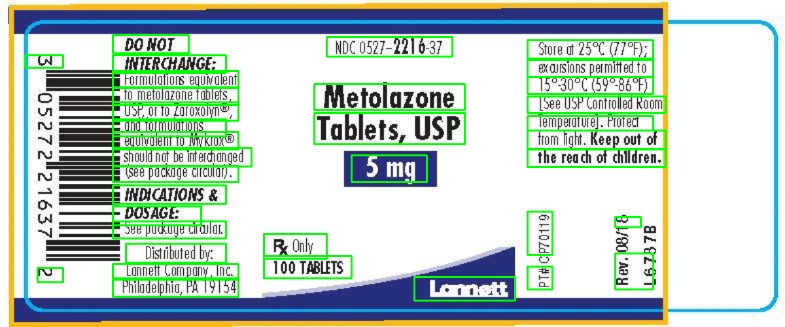 DO NOT
INTERCHANGE:
Formulations equivalent
to metolazone tablets,
USP, or to Zaroxolyn®,
and formulations
equivalent to Mykrox®
should not be interchanged
(see package circular).
INDICATIONS &
DOSAGE:
See package circular.
Distributed by:
Lannett Company, Inc.
Philadelphia, PA 19154
3 05272 21637 2
NDC 0527-2216-37
Metolazone
Tablets, USP
5 mg
Rx Only
100 TABLETS
Lannett
Store at 25°C (77°F);
excursions permitted to
15°-30°C (59°-86°F)
[See USP Controlled Room
Temperature]. Protect
from light. Keep out of
the reach of children.
PT# CP70119
Rev. 08/18
L6787B